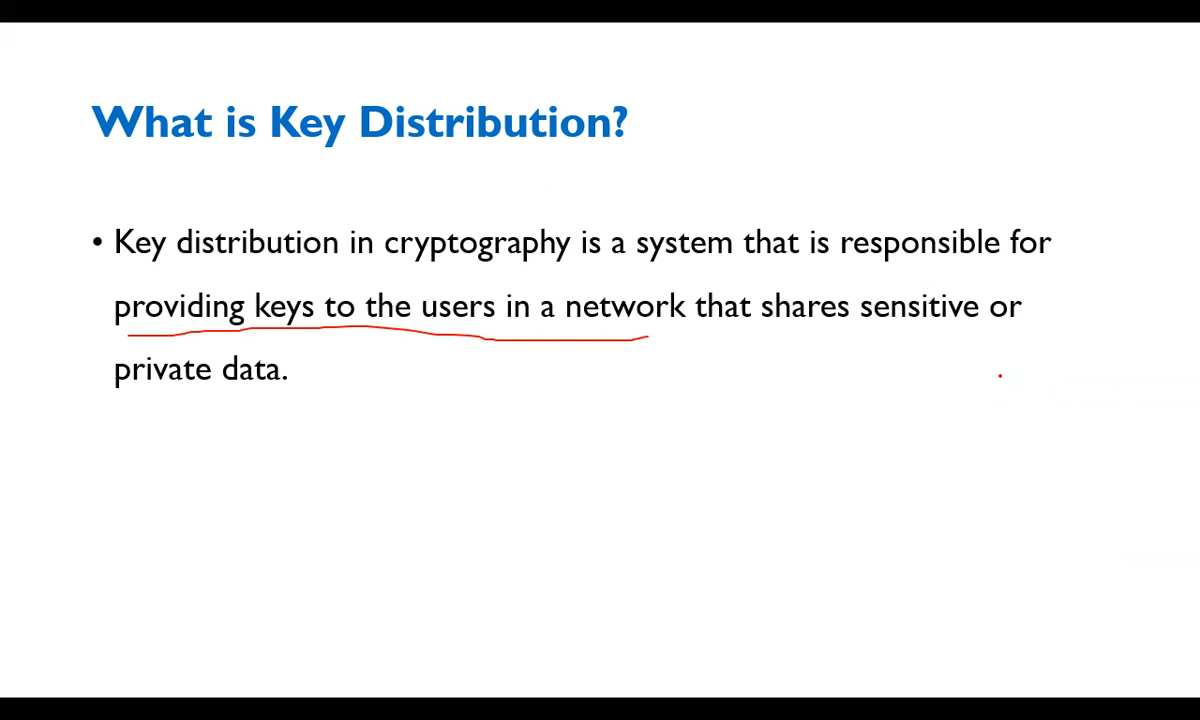 What is Key Distribution?
• Key distribution in cryptography is a system that is responsible for
providing keys to the users in a network that shares sensitive or
private data.